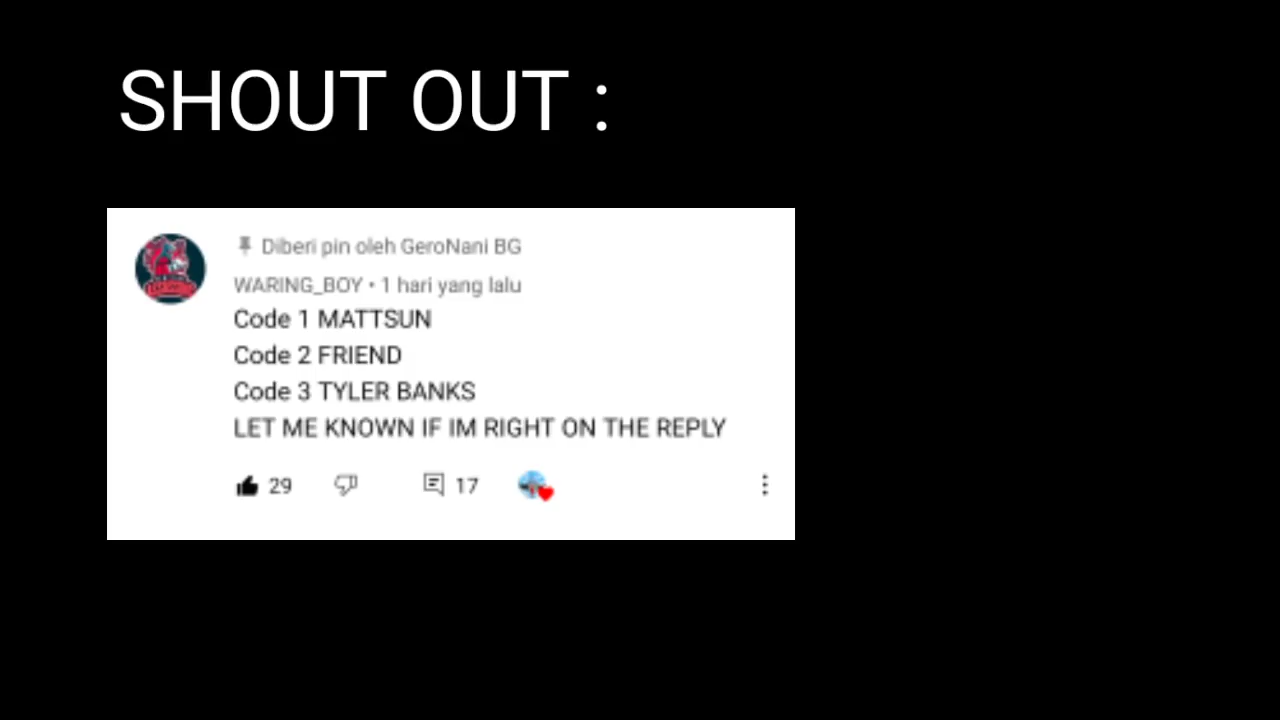 SHOUT OUT :
Diberi pin oleh GeroNani BG
WARING_BOY • 1 hari yang lalu
Code 1 MATTSUN
Code 2 FRIEND
Code 3 TYLER BANKS
LET ME KNOWN IF IM RIGHT ON THE REPLY
29 17